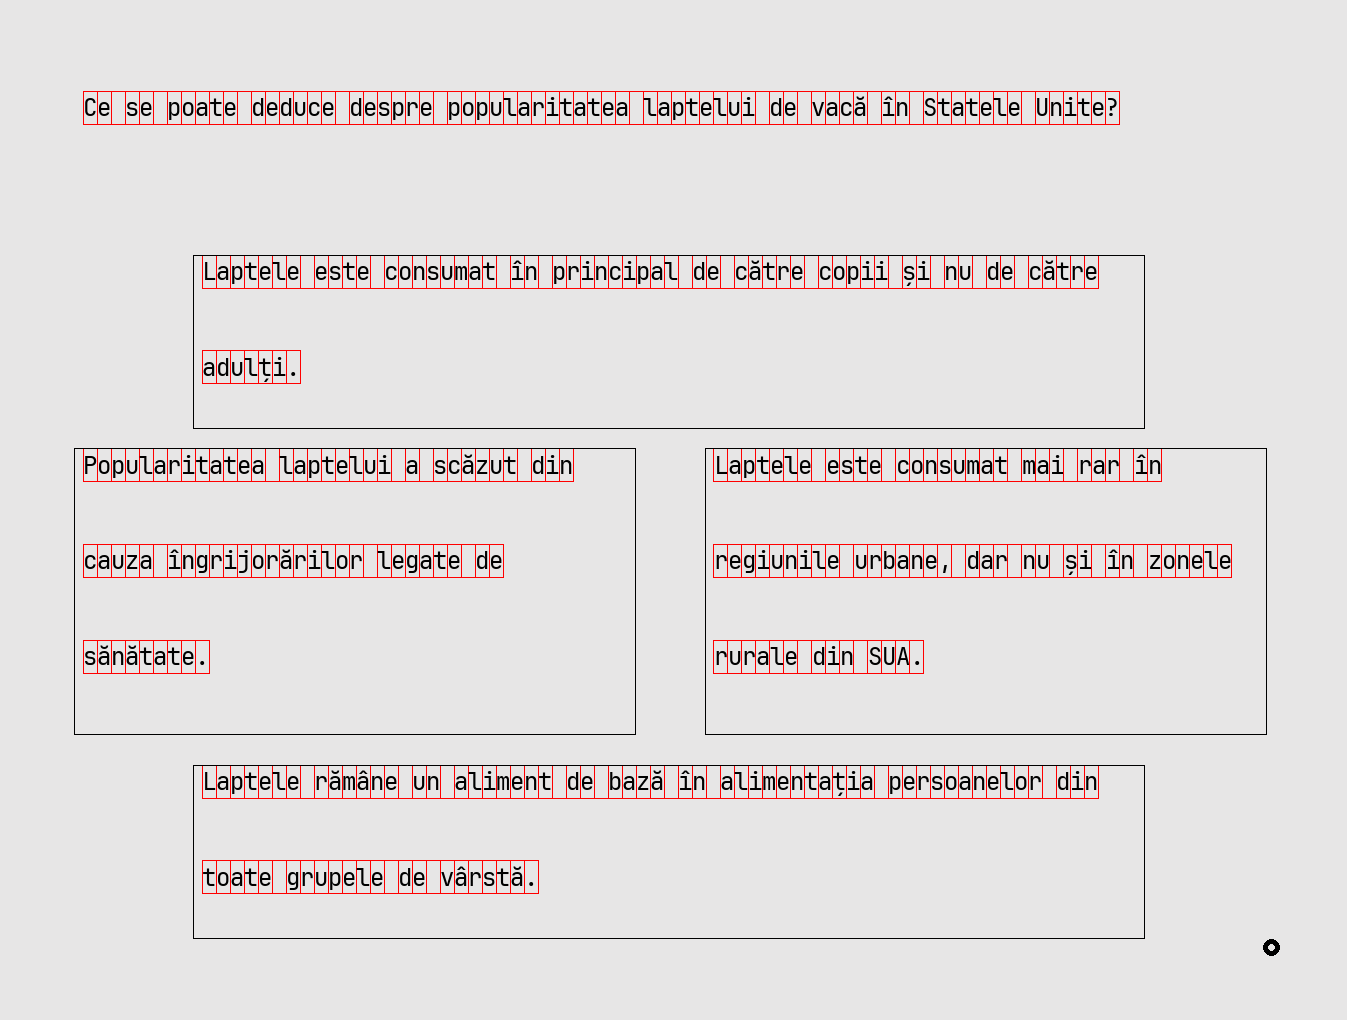 Ce se poate deduce despre popularitatea laptelui de vacă în Statele Unite?
Laptele este consumat în principal de către copii și nu de către
adulți.
Popularitatea laptelui a scăzut din
cauza îngrijorărilor legate de
sănătate.
Laptele este consumat mai rar în
regiunile urbane, dar nu și în zonele
rurale din SUA.
Laptele rămâne un aliment de bază în alimentația persoanelor din
toate grupele de vârstă.